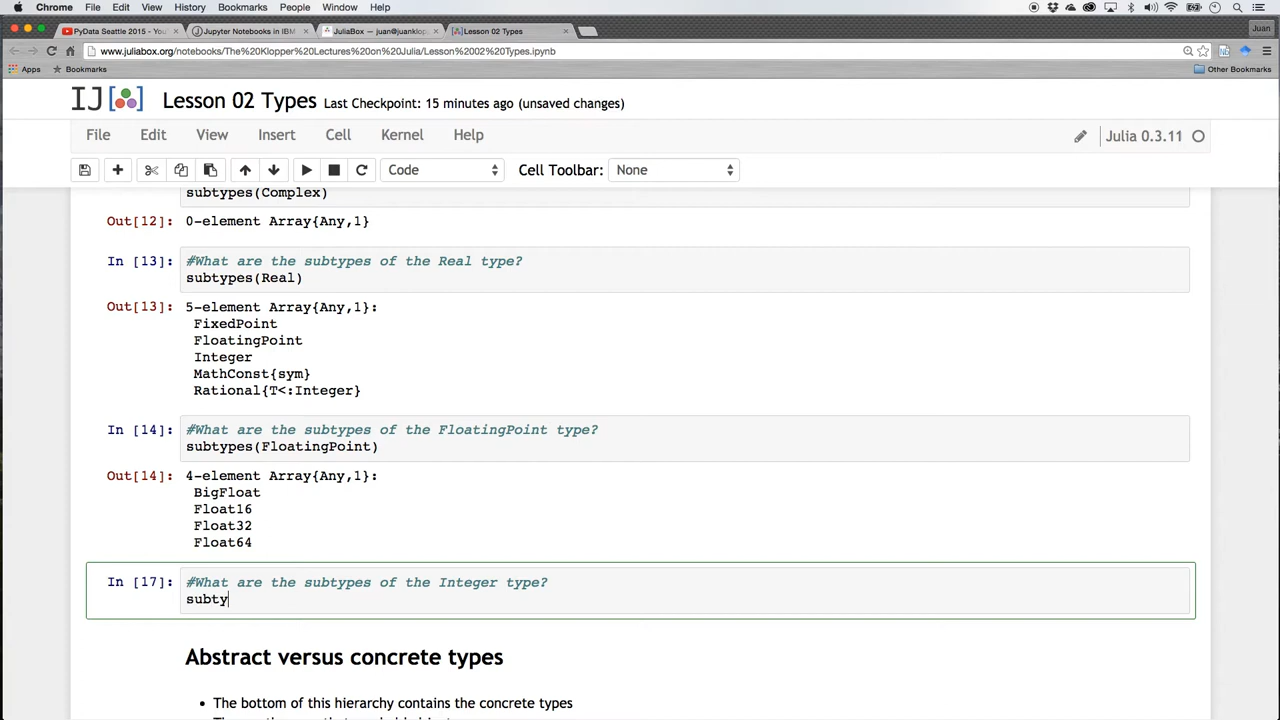 Chrome File Edit View History Bookmarks People Window Help
PyData Seattle 2015 - You
Jupyter Notebooks in IBM
JuliaBox — juan@juanklop
Lesson 02 Types
Juan
www.juliabox.org/notebooks/The%20Klopper%20Lectures%20on%20Julia/Lesson%2002%20Types.ipynb
Apps Bookmarks Other Bookmarks
IJ Lesson 02 Types Last Checkpoint: 15 minutes ago (unsaved changes)
File Edit View Insert Cell Kernel Help Julia 0.3.11
Code Cell Toolbar: None
subtypes(Complex)
Out[12]: 0-element Array{Any,1}
In [13]: #What are the subtypes of the Real type?
subtypes(Real)
Out[13]: 5-element Array{Any,1}:
FixedPoint
FloatingPoint
Integer
MathConst{sym}
Rational{T<:Integer}
In [14]: #What are the subtypes of the FloatingPoint type?
subtypes(FloatingPoint)
Out[14]: 4-element Array{Any,1}:
BigFloat
Float16
Float32
Float64
In [17]: #What are the subtypes of the Integer type?
subty
Abstract versus concrete types
• The bottom of this hierarchy contains the concrete types